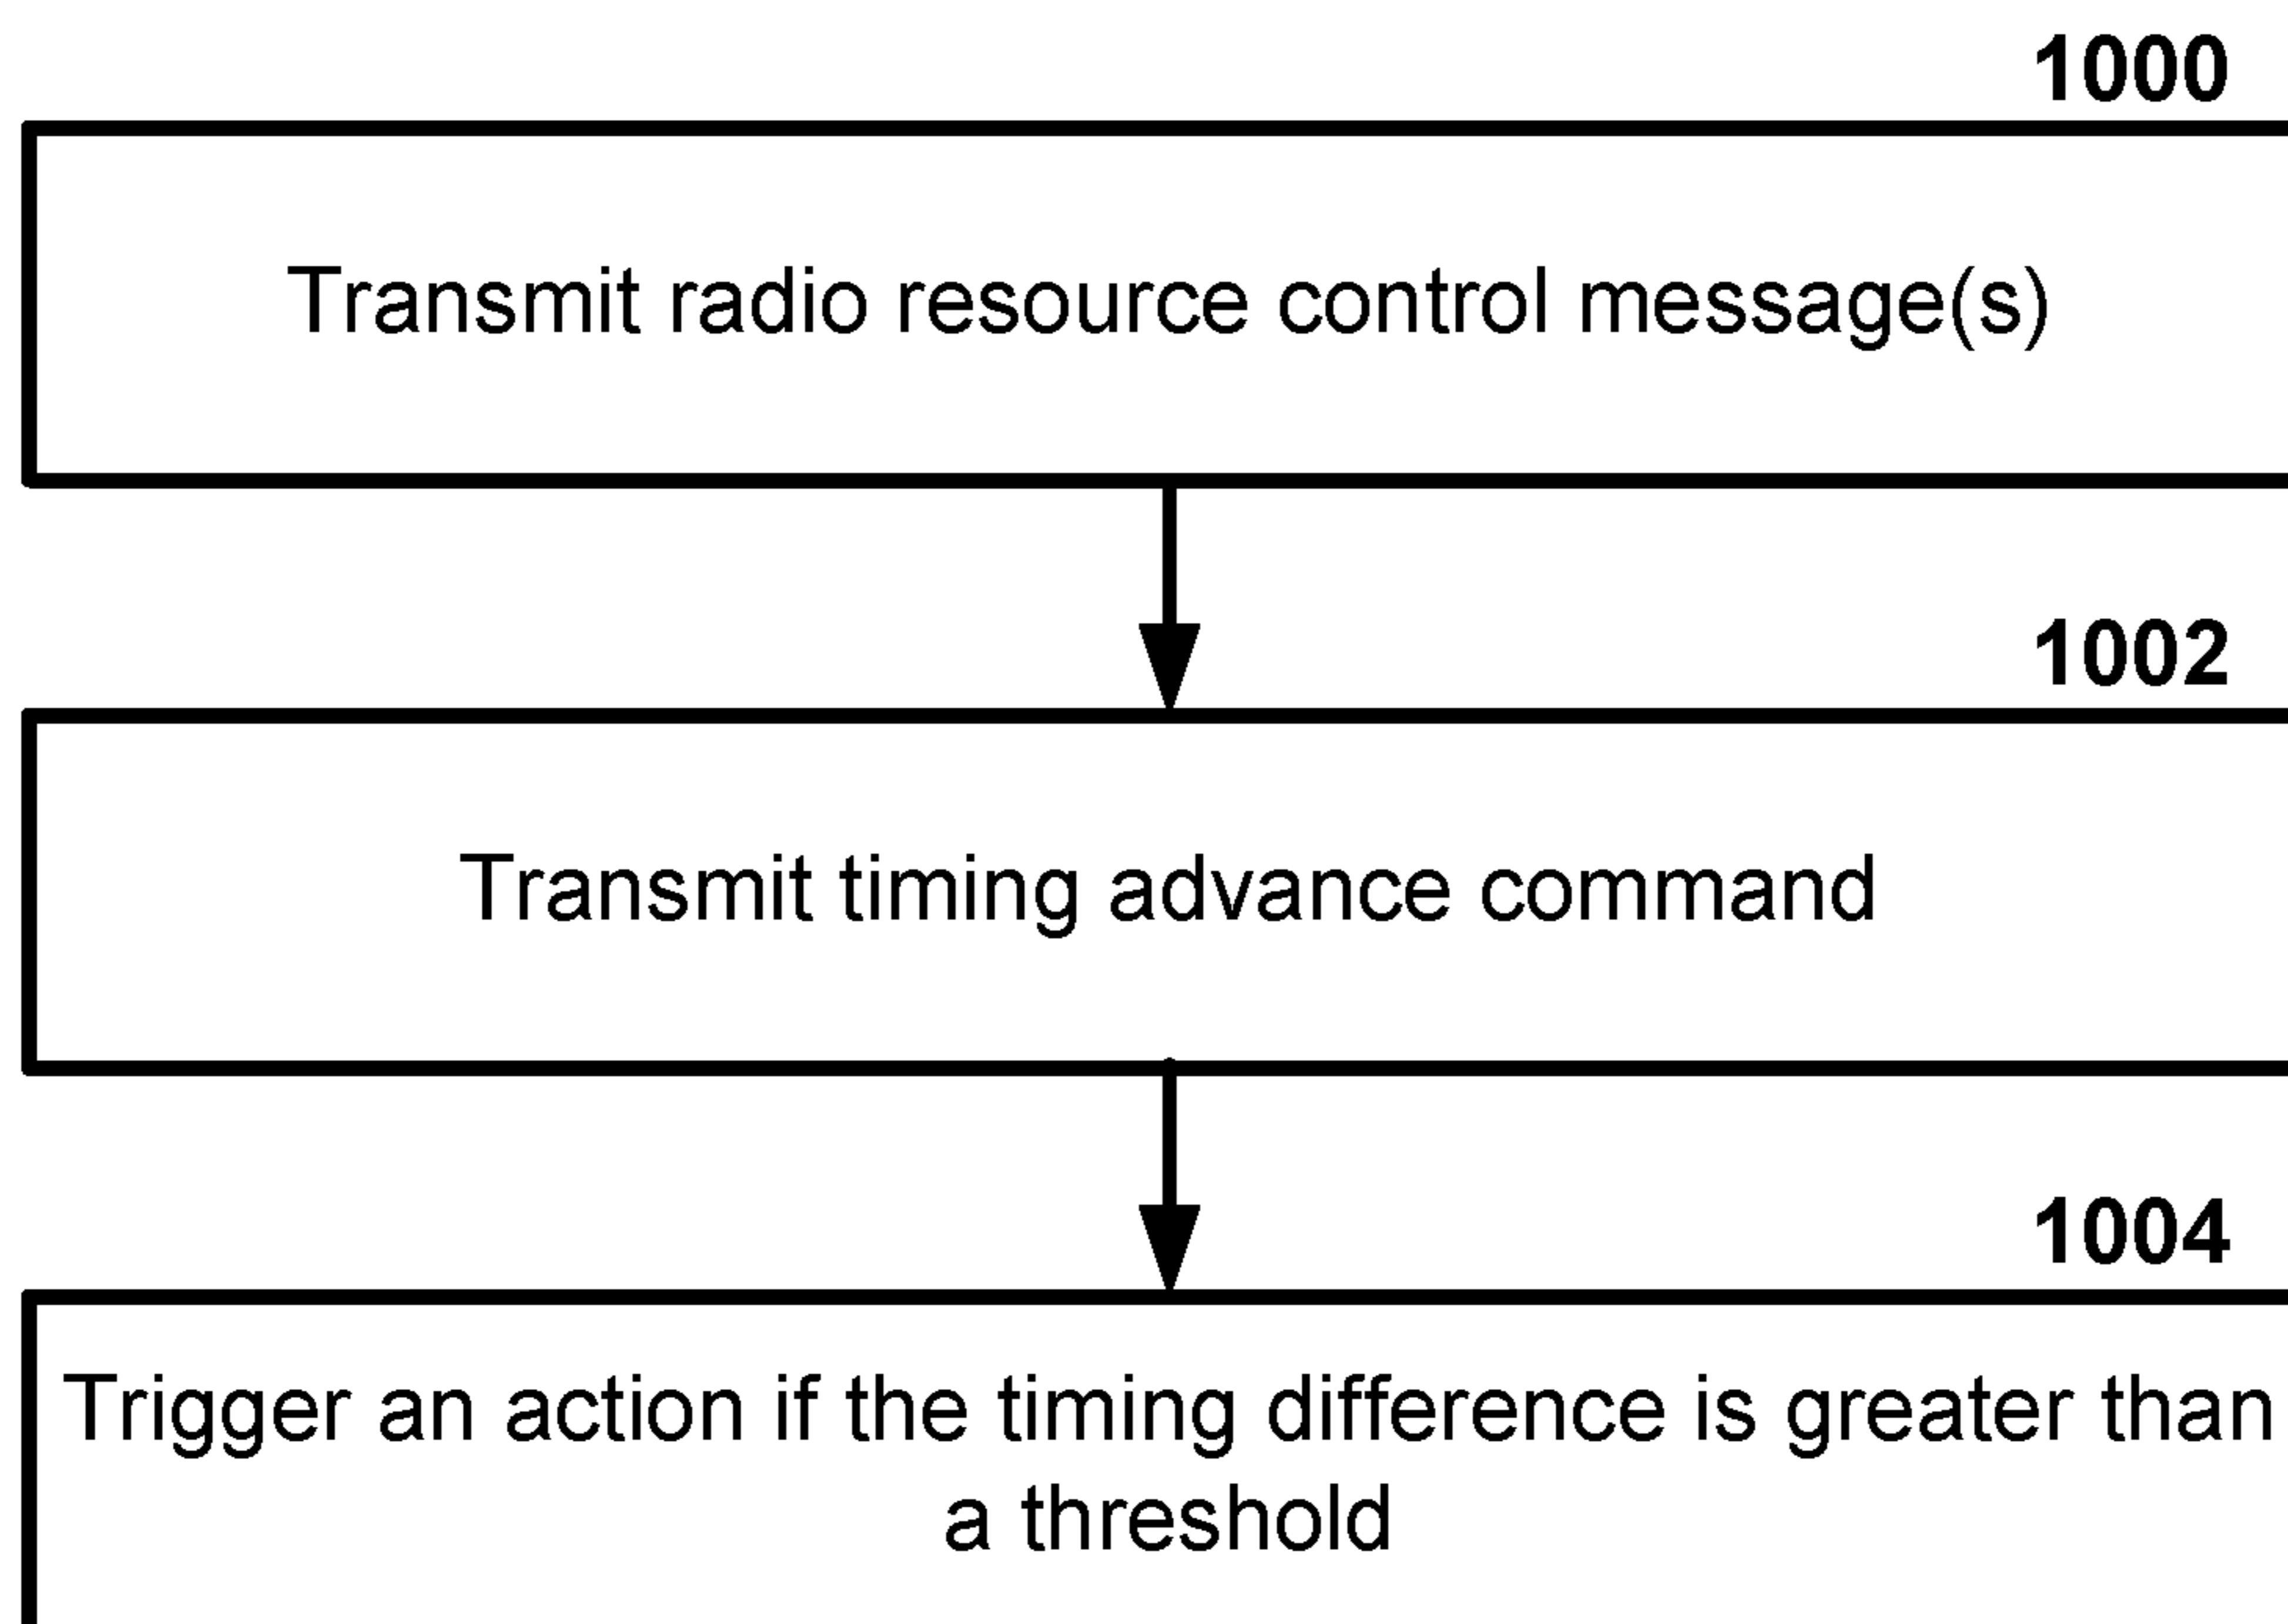 1000
Transmit radio resource control message(s)
1002
Transmit timing advance command
1004
Trigger an action if the timing difference is greater than
a threshold